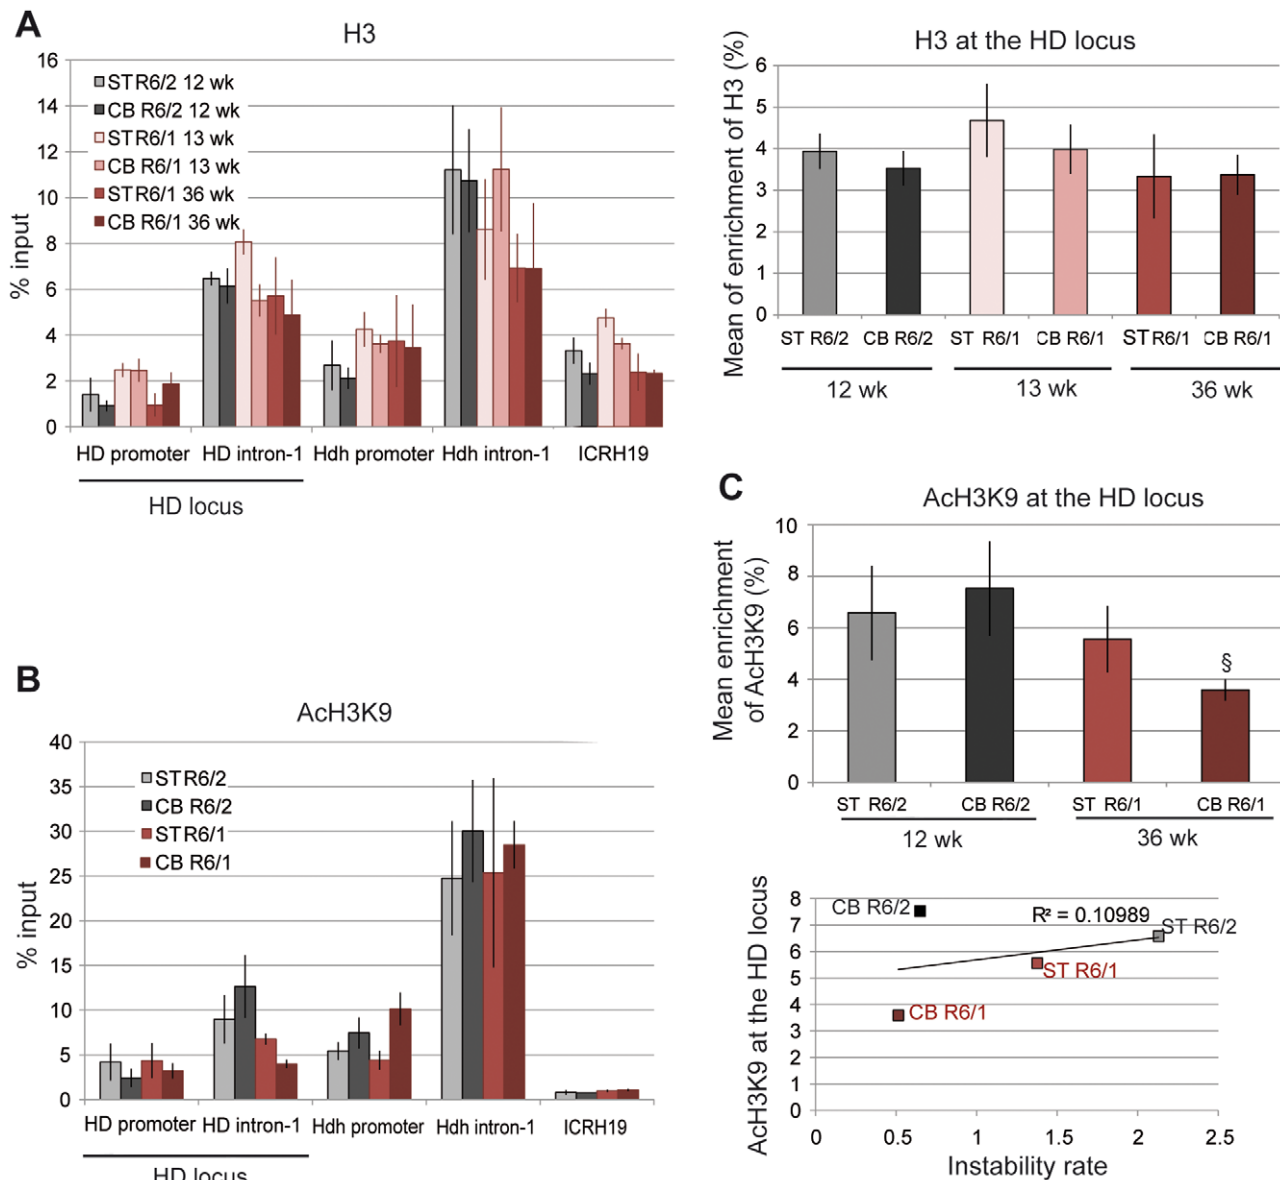 A
H3
16
14
12
10
8
6
4
2
0
% input
STR6/2 12 wk
CB R6/2 12 wk
STR6/1 13 wk
CB R6/1 13 wk
STR6/1 36 wk
CB R6/1 36 wk
HD promoter HD intron-1 Hdh promoter Hdh intron-1 ICRH19
HD locus
H3 at the HD locus
Mean of enrichment of H3 (%)
6
5
4
3
2
1
0
ST R6/2 CB R6/2 ST R6/1 CB R6/1 STR6/1 CB R6/1
12 wk 13 wk 36 wk
B
AcH3K9
40
35
30
25
20
15
10
5
0
% input
STR6/2
CB R6/2
STR6/1
CB R6/1
HD promoter HD intron-1 Hdh promoter Hdh intron-1 ICRH19
HD locus
C
AcH3K9 at the HD locus
Mean enrichment
of AcH3K9 (%)
10
8
6
4
2
0
§
ST R6/2 CB R6/2 ST R6/1 CB R6/1
12 wk 36 wk
AcH3K9 at the HD locus
8
7
6
5
4
3
2
1
0
CB R6/2
R² = 0.10989
ST R6/2
ST R6/1
CB R6/1
0 0.5 1 1.5 2 2.5
Instability rate